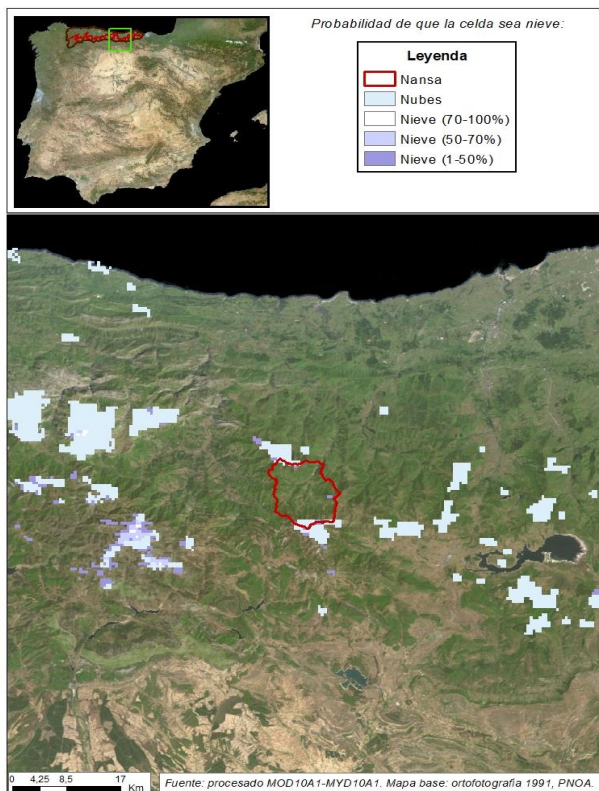 Probabilidad de que la celda sea nieve:
Leyenda
Nansa
Nubes
Nieve (70-100%)
Nieve (50-70%)
Nieve (1-50%)
0 4,25 8,5 17
Km
Fuente: procesado MOD10A1-MYD10A1. Mapa base: ortofotografía 1991, PNOA.